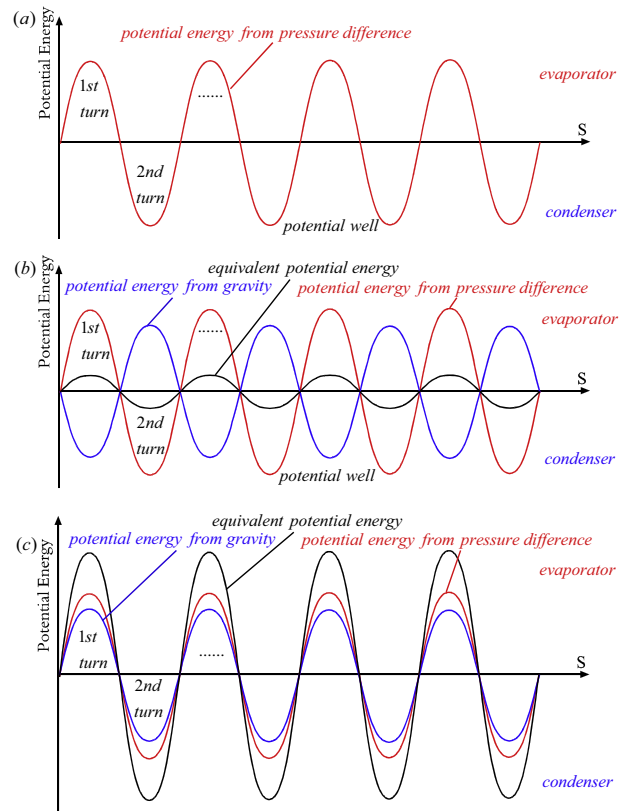 (a)
Potential Energy
potential energy from pressure difference
1st
turn
......
evaporator
S
2nd
turn
potential well
condenser
(b)
Potential Energy
equivalent potential energy
potential energy from gravity
potential energy from pressure difference
evaporator
1st
turn
......
S
2nd
turn
potential well
condenser
(c)
Potential Energy
equivalent potential energy
potential energy from gravity
potential energy from pressure difference
evaporator
1st
turn
......
S
2nd
turn
condenser